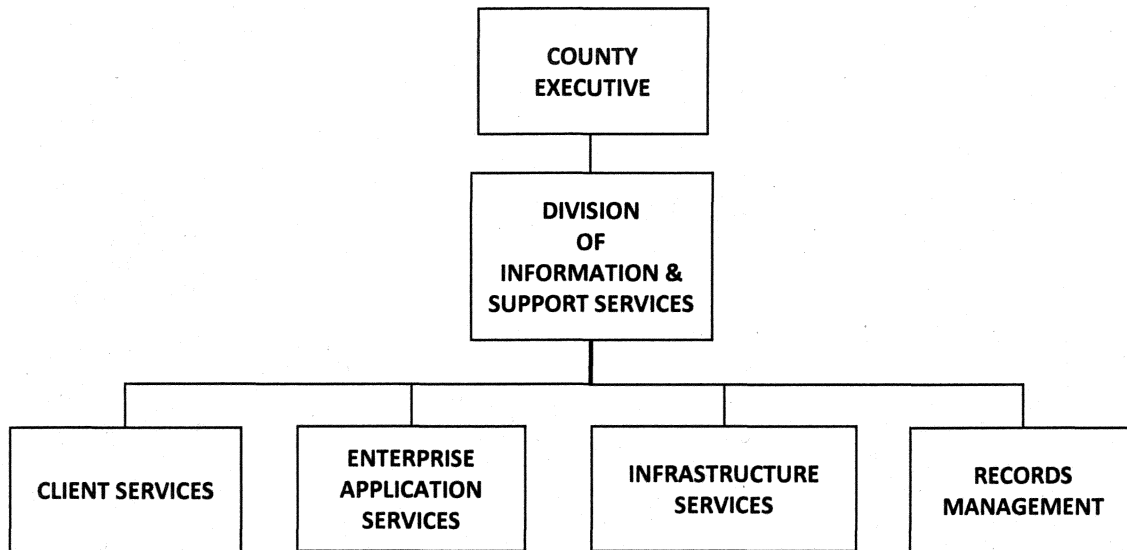 COUNTY
EXECUTIVE
DIVISION
OF
INFORMATION &
SUPPORT SERVICES
CLIENT SERVICES
ENTERPRISE
APPLICATION
SERVICES
INFRASTRUCTURE
SERVICES
RECORDS
MANAGEMENT